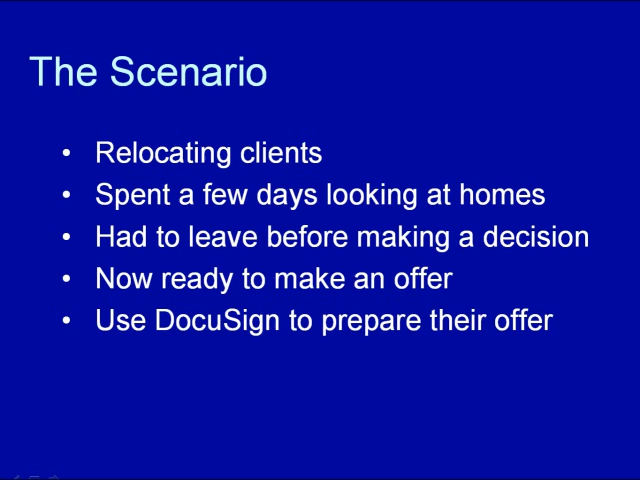 The Scenario
• Relocating clients
• Spent a few days looking at homes
• Had to leave before making a decision
• Now ready to make an offer
• Use DocuSign to prepare their offer